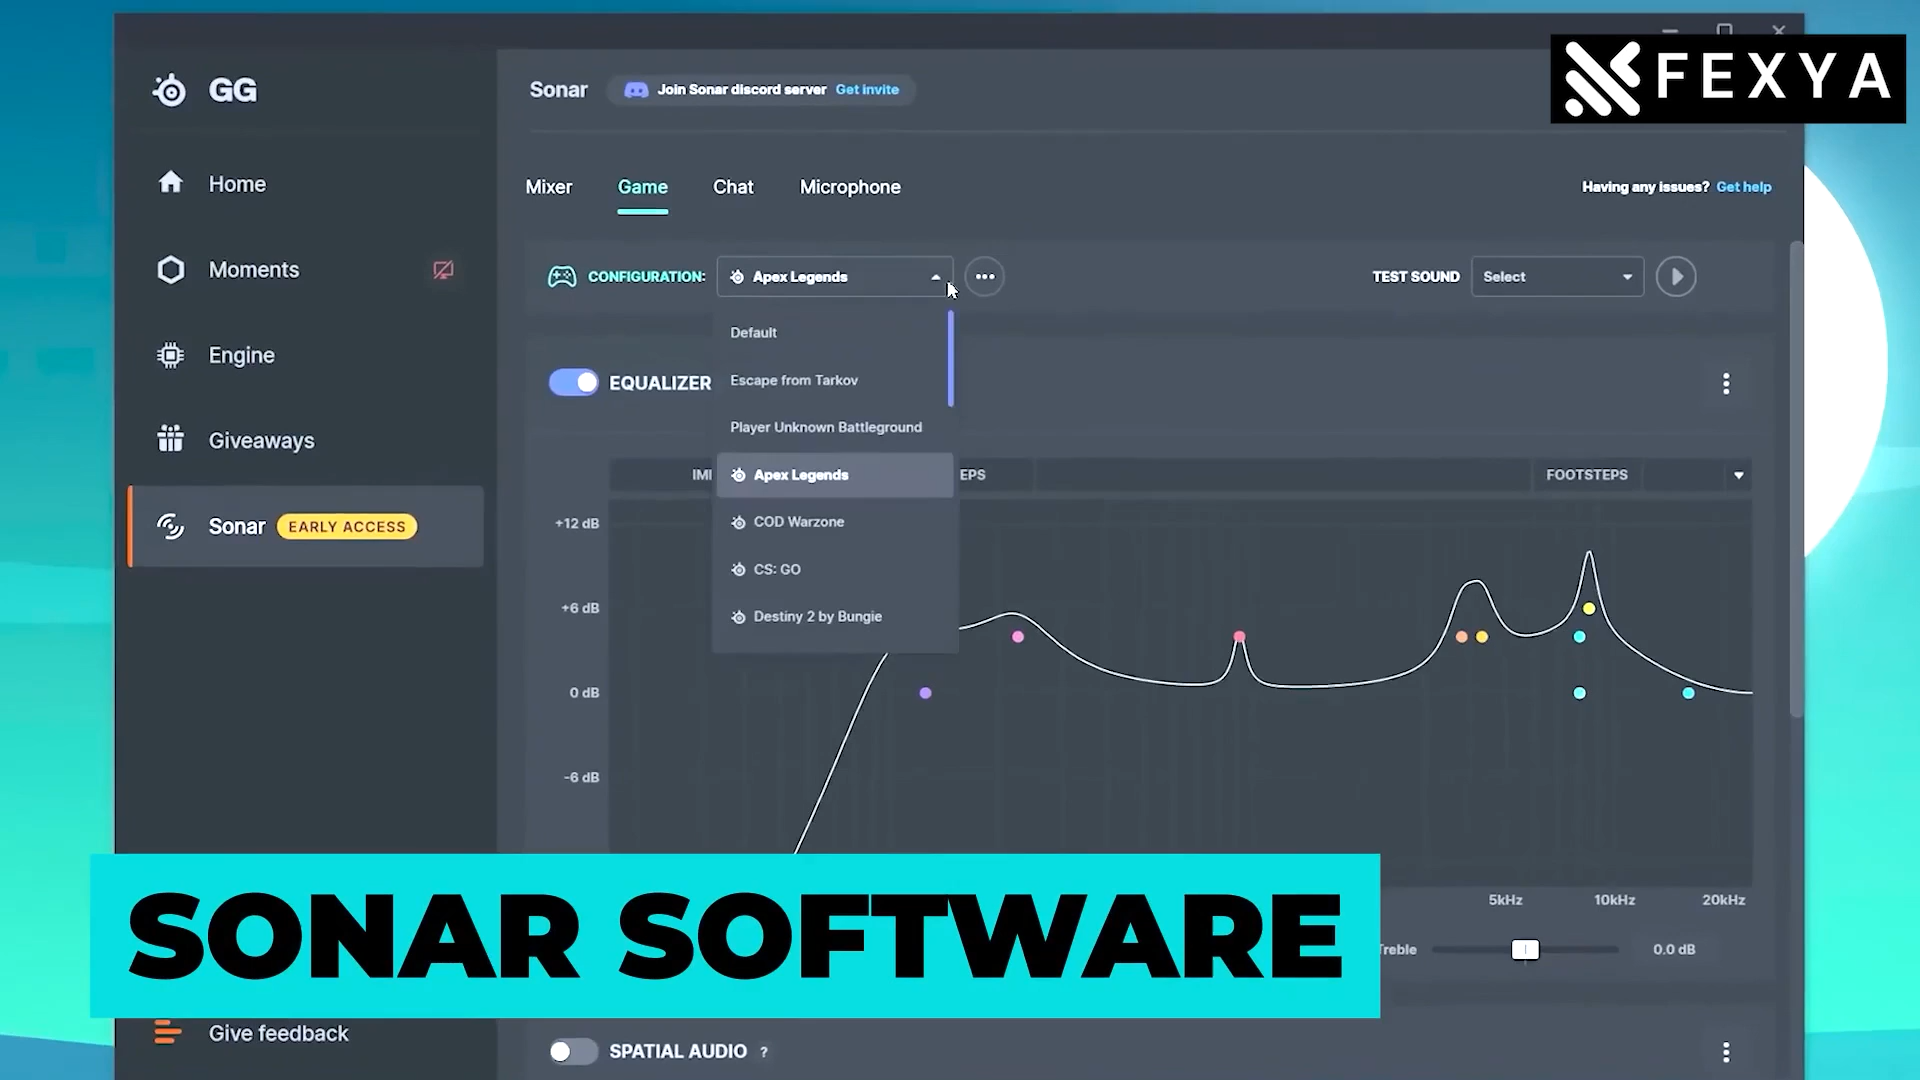 FEXYA
GG
Sonar
Join Sonar discord server Get invite
Home
Moments
Engine
Giveaways
Sonar EARLY ACCESS
Give feedback
Mixer Game Chat Microphone
Having any issues? Get help
CONFIGURATION: Apex Legends
TEST SOUND Select
Default
Escape from Tarkov
Player Unknown Battleground
Apex Legends
COD Warzone
CS: GO
Destiny 2 by Bungie
EQUALIZER
IMP EPS FOOTSTEPS
+12 dB
+6 dB
0 dB
-6 dB
5kHz 10kHz 20kHz
Treble 0.0 dB
SONAR SOFTWARE
SPATIAL AUDIO ?